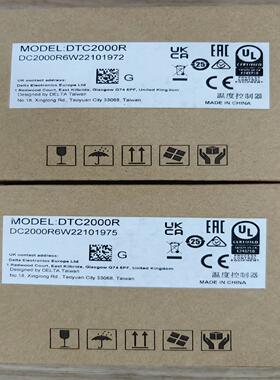 MODEL:DTC2000R
DC2000R6W22101972
UK contact address:
Delta Electronics Europe Ltd
1 Redwood Court, East Kilbride, Glasgow G74 5PF, United Kingdom
Designed by DELTA Taiwan
No.18, Xinglong Rd., Taoyuan City 33068, Taiwan
G
UK
CA
EAC
25
UL
CERTIFIED
温度控制器
MADE IN CHINA
MODEL:DTC2000R
DC2000R6W22101975
UK contact address:
Delta Electronics Europe Ltd
1 Redwood Court, East Kilbride, Glasgow G74 5PF, United Kingdom
Designed by DELTA Taiwan
No.18, Xinglong Rd., Taoyuan City 33068, Taiwan
G
UK
CA
EAC
25
UL
CERTIFIED
温度控制器
MADE IN CHINA